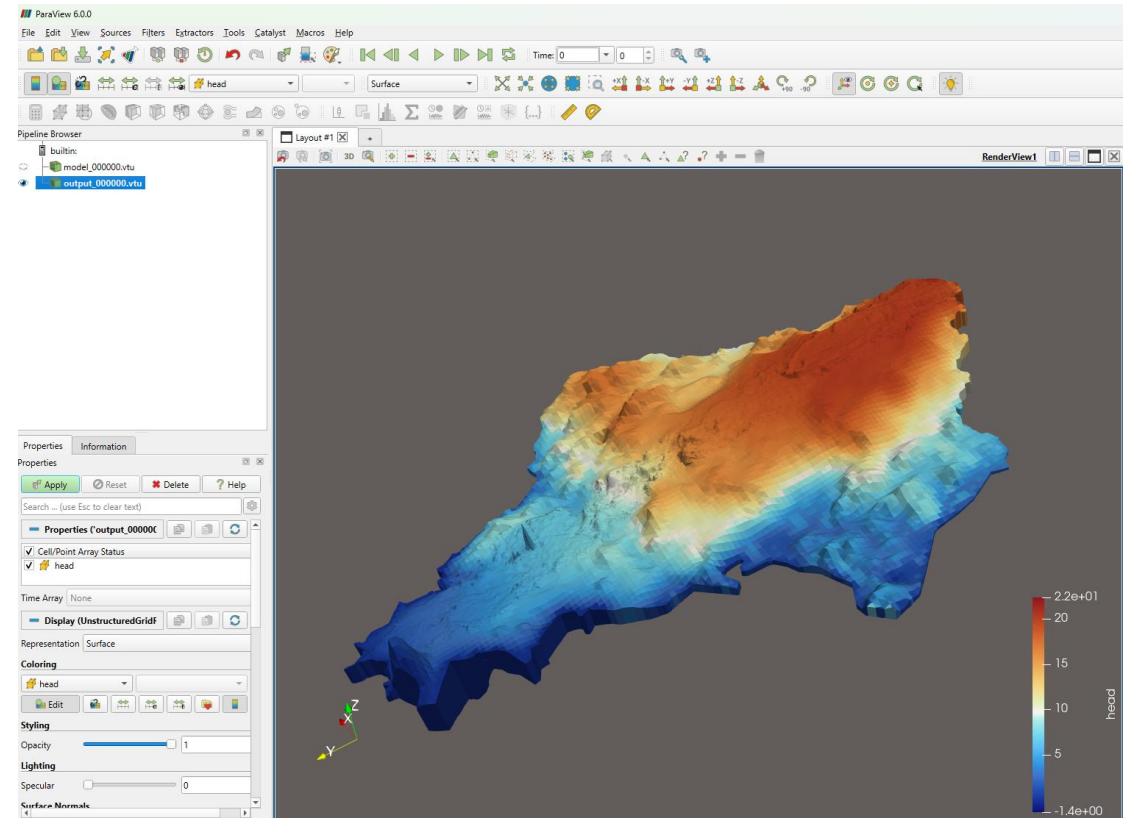 ParaView 6.0.0
File Edit View Sources Filters Extractors Tools Catalyst Macros Help
Time: 0 0
head Surface
+X -X +Y -Y +Z -Z +90 -90
Pipeline Browser
builtin:
model_000000.vtu
output_000000.vtu
Layout #1
3D
RenderView1
Properties Information
Properties
Apply Reset Delete ? Help
Search ... (use Esc to clear text)
Properties ('output_00000(
Cell/Point Array Status
head
Time Array None
Display (UnstructuredGridF
Representation Surface
Coloring
head
Edit
Styling
Opacity 1
Lighting
Specular 0
Surface Normals
Z
X
Y
2.2e+01
20
15
10
5
-1.4e+00
head